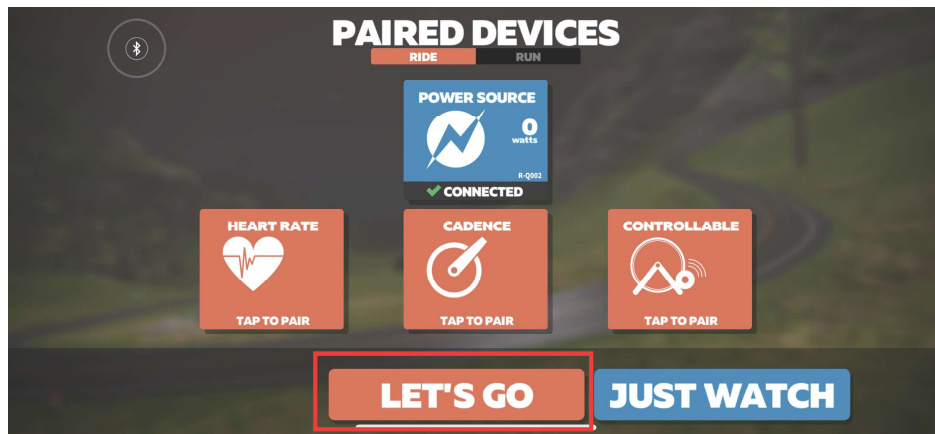 PAIRED DEVICES
RIDE
RUN
POWER SOURCE
0
watts
R-Q002
CONNECTED
HEART RATE
TAP TO PAIR
CADENCE
TAP TO PAIR
CONTROLLABLE
TAP TO PAIR
LET'S GO
JUST WATCH